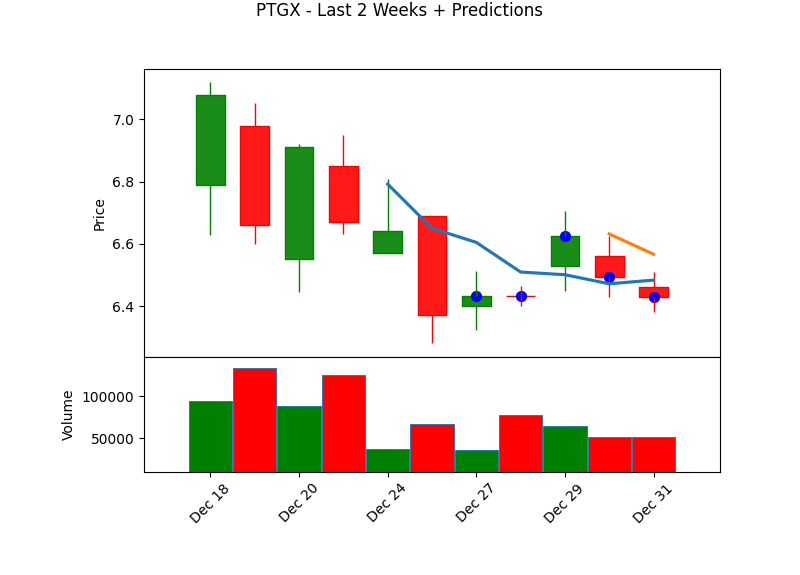 PTGX - Last 2 Weeks + Predictions
7.0
6.8
6.6
6.4
Price
100000
50000
Volume
Dec 18
Dec 20
Dec 24
Dec 27
Dec 29
Dec 31